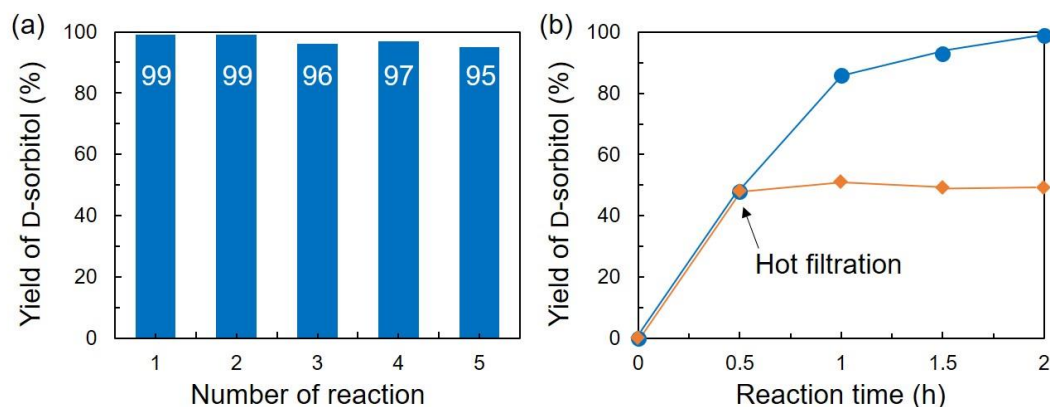 (a)
Yield of D-sorbitol (%)
100
80
60
40
20
0
99
99
96
97
95
1 2 3 4 5
Number of reaction
(b)
Yield of D-sorbitol (%)
100
80
60
40
20
0
Hot filtration
0 0.5 1 1.5 2
Reaction time (h)